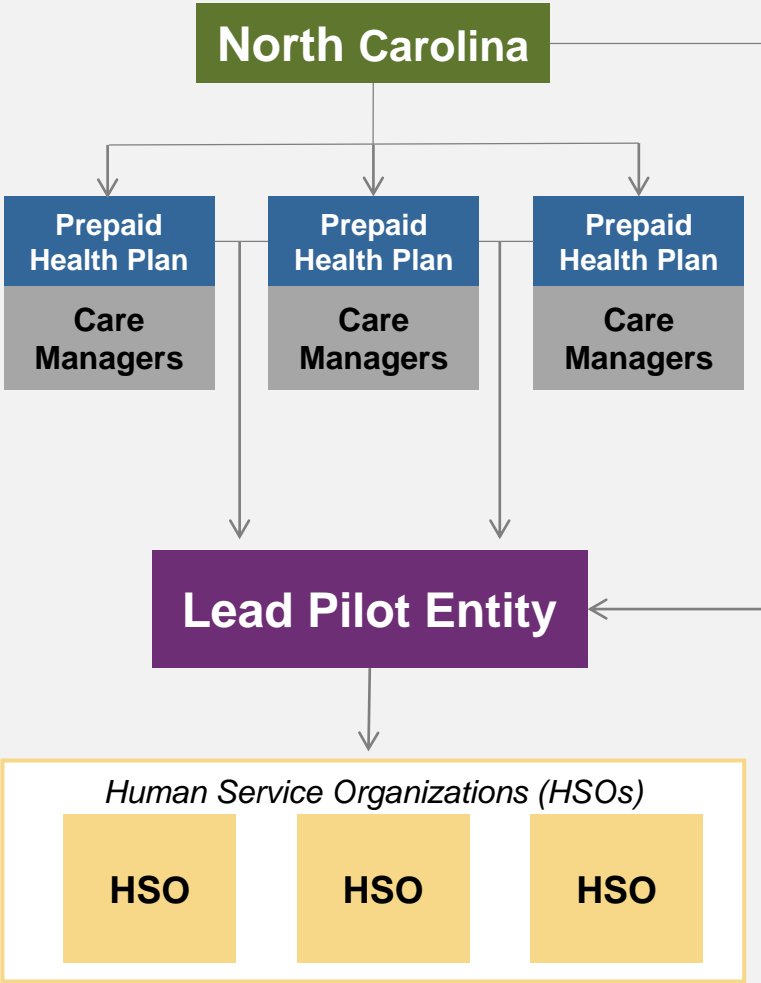 North Carolina
Prepaid
Health Plan
Care
Managers
Prepaid
Health Plan
Care
Managers
Prepaid
Health Plan
Care
Managers
Lead Pilot Entity
Human Service Organizations (HSOs)
HSO
HSO
HSO